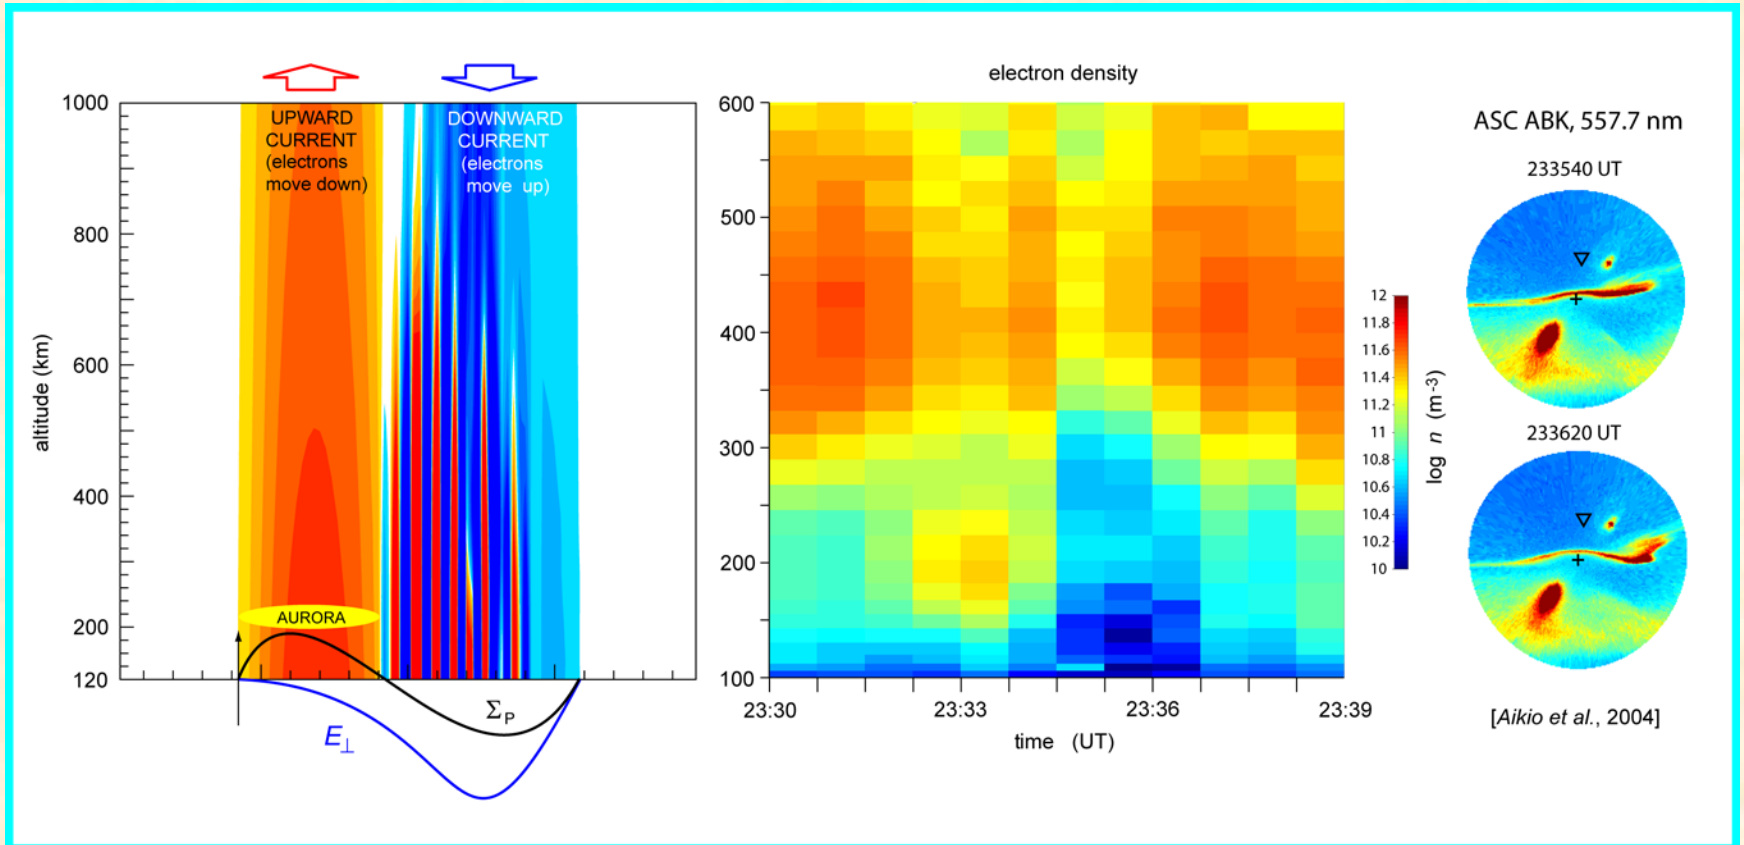 UPWARD
CURRENT
(electrons
move down)
DOWNWARD
CURRENT
(electrons
move up)
1000
800
600
400
200
120
altitude (km)
AURORA
Σ_P
E_⊥
electron density
600
500
400
300
200
100
23:30
23:33
23:36
23:39
time (UT)
12
11.8
11.6
11.4
11.2
11
10.8
10.6
10.4
10.2
10
log n (m⁻³)
ASC ABK, 557.7 nm
233540 UT
233620 UT
[Aikio et al., 2004]